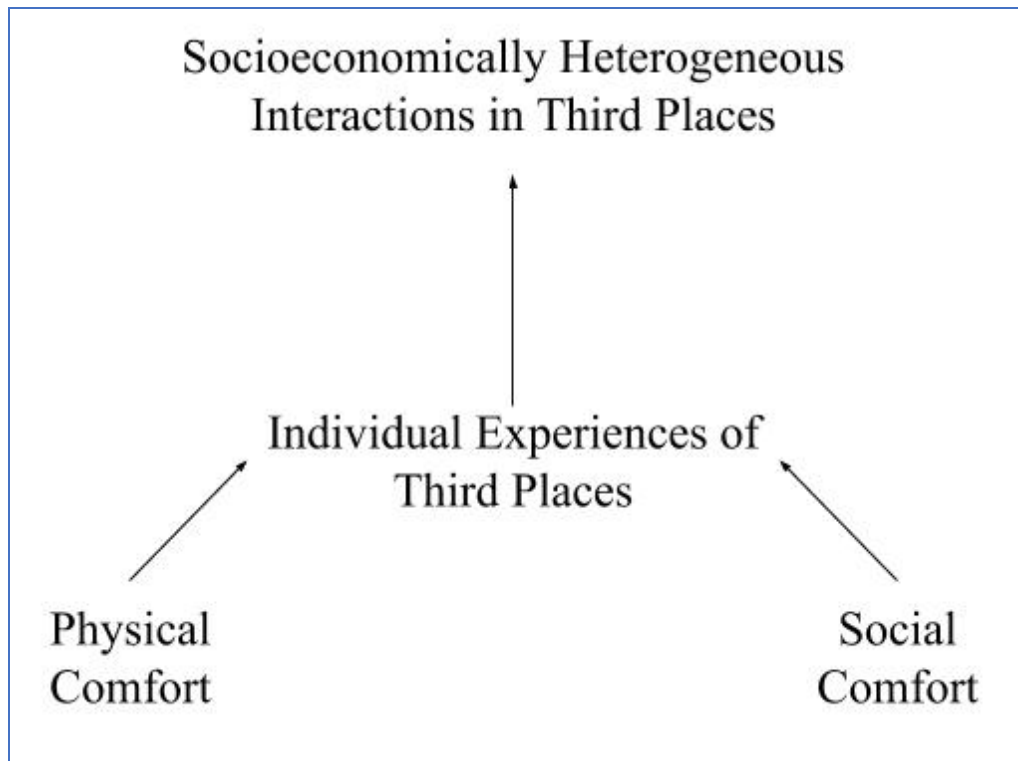 Socioeconomically Heterogeneous
Interactions in Third Places
Individual Experiences of
Third Places
Physical
Comfort
Social
Comfort